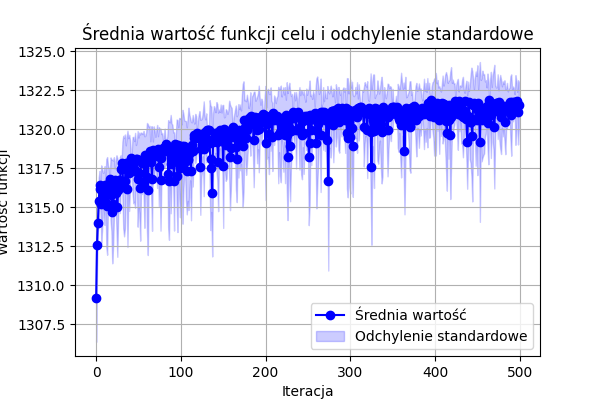 Średnia wartość funkcji celu i odchylenie standardowe
1325.0
1322.5
1320.0
1317.5
1315.0
1312.5
1310.0
1307.5
Wartość funkcji
Średnia wartość
Odchylenie standardowe
0
100
200
300
400
500
Iteracja